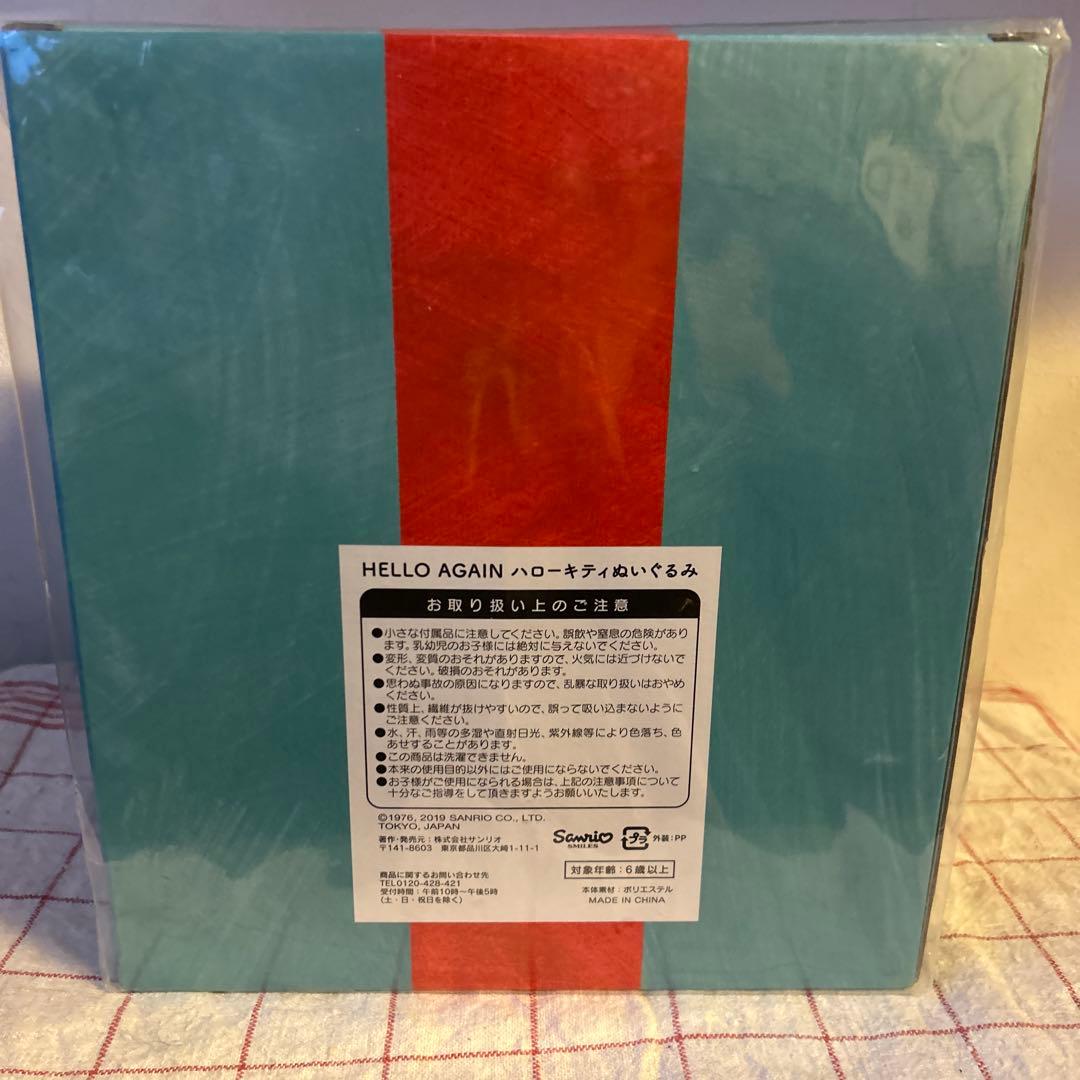 HELLO AGAIN ハローキティぬいぐるみ
お取り扱い上のご注意
●小さな付属品に注意してください。誤飲や窒息の危険があり
ます。乳幼児のお子様には絶対に与えないでください。
●変形、変質のおそれがありますので、火気には近づけないで
ください。破損のおそれがあります。
●思わぬ事故の原因になりますので、乱暴な取り扱いはおやめ
ください。
●性質上、繊維が抜けやすいので、誤って吸い込まないように
ご注意ください。
●水、汗、雨等の多湿や直射日光、紫外線等により色落ち、色
あせすることがあります。
●この商品は洗濯できません。
●本来の使用目的以外にはご使用にならないでください。
●お子様がご使用になられる場合は、上記の注意事項について
十分なご指導をして頂きますようお願いいたします。
©1976, 2019 SANRIO CO., LTD.
TOKYO, JAPAN
著作・発売元：株式会社サンリオ
〒141-8603 東京都品川区大崎1-11-1
Sanrio
SMILES
プラ
外装：PP
商品に関するお問い合わせ先
TEL0120-428-421
受付時間：午前10時～午後5時
(土・日・祝日を除く)
対象年齢：6歳以上
本体素材：ポリエステル
MADE IN CHINA